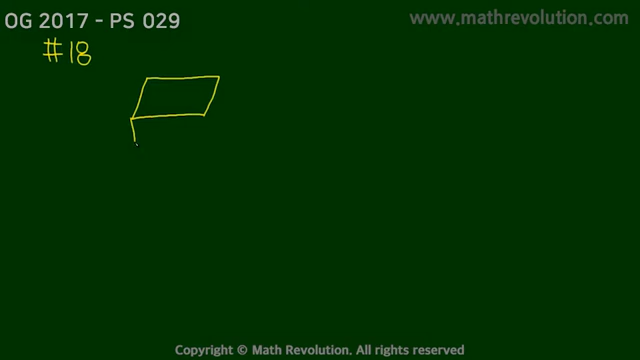 OG 2017 - PS 029
www.mathrevolution.com
#18
Copyright © Math Revolution. All rights reserved